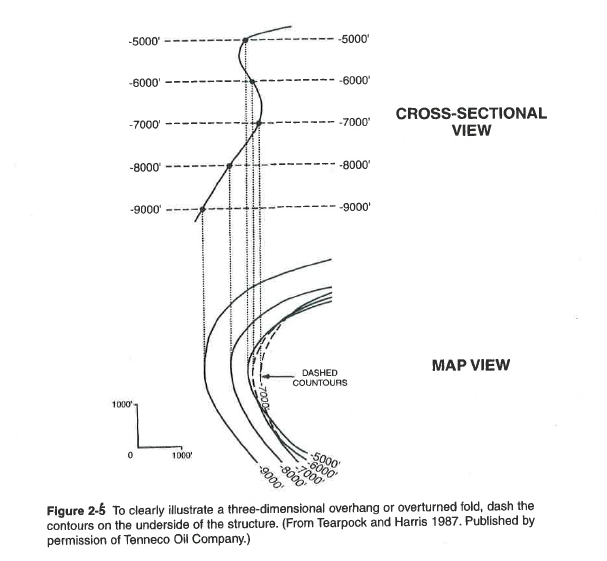 -5000' -5000'
-6000' -6000'
CROSS-SECTIONAL
VIEW
-7000' -7000'
-8000' -8000'
-9000' -9000'
MAP VIEW
DASHED
COUNTOURS
-7000'
1000'
0 1000'
-5000'
-6000'
-7000'
-8000'
-9000'
Figure 2-5 To clearly illustrate a three-dimensional overhang or overturned fold, dash the
contours on the underside of the structure. (From Tearpock and Harris 1987. Published by
permission of Tenneco Oil Company.)